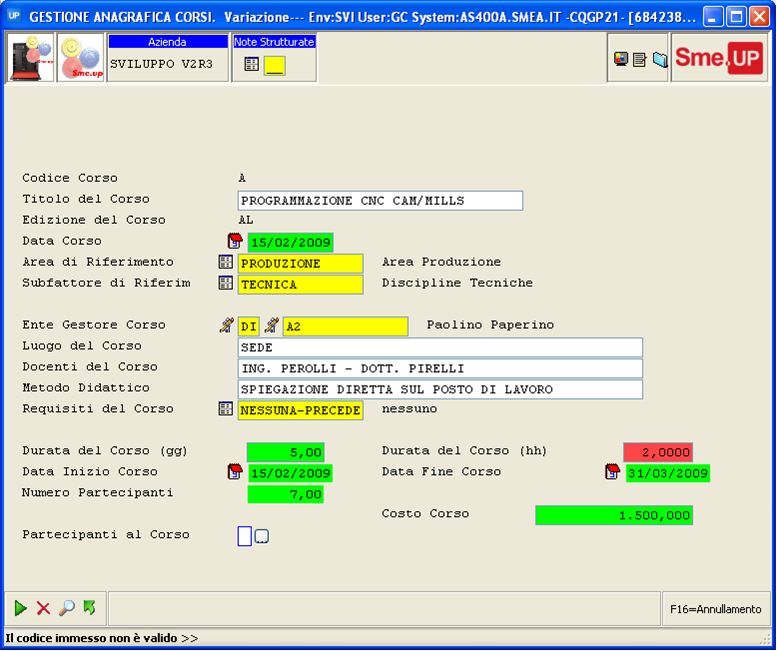 UP GESTIONE ANAGRAFICA CORSI. Variazione--- Env:SVI User:GC System:AS400A.SMEA.IT -CQGP21- [684238...
Sme.up
Sme.up
Azienda
SVILUPPO V2R3
Note Strutturate
Sme.UP
Codice Corso A
Titolo del Corso PROGRAMMAZIONE CNC CAM/MILLS
Edizione del Corso AL
Data Corso 15/02/2009
Area di Riferimento PRODUZIONE Area Produzione
Subfattore di Riferim TECNICA Discipline Tecniche
Ente Gestore Corso DI A2 Paolino Paperino
Luogo del Corso SEDE
Docenti del Corso ING. PEROLLI - DOTT. PIRELLI
Metodo Didattico SPIEGAZIONE DIRETTA SUL POSTO DI LAVORO
Requisiti del Corso NESSUNA-PRECEDE nessuno
Durata del Corso (gg) 5,00 Durata del Corso (hh) 2,0000
Data Inizio Corso 15/02/2009 Data Fine Corso 31/03/2009
Numero Partecipanti 7,00
Costo Corso 1.500,000
Partecipanti al Corso ...
F16=Annullamento
Il codice immesso non è valido >>